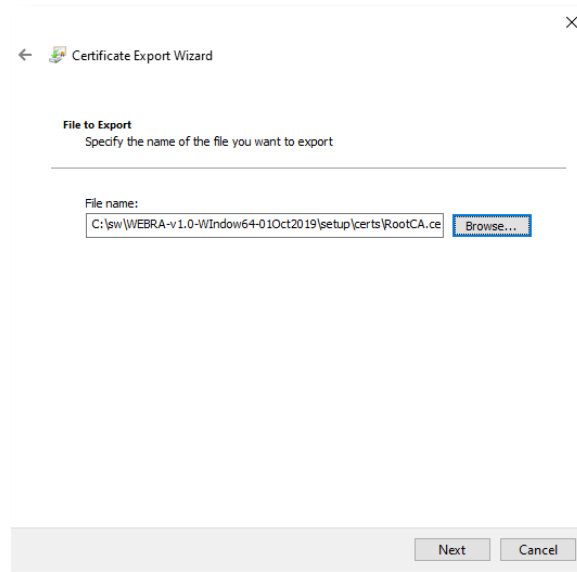 Certificate Export Wizard
File to Export
Specify the name of the file you want to export
File name:
C:\sw\WEBRA-v1.0-WIndow64-01Oct2019\setup\certs\RootCA.ce
Browse...
Next
Cancel